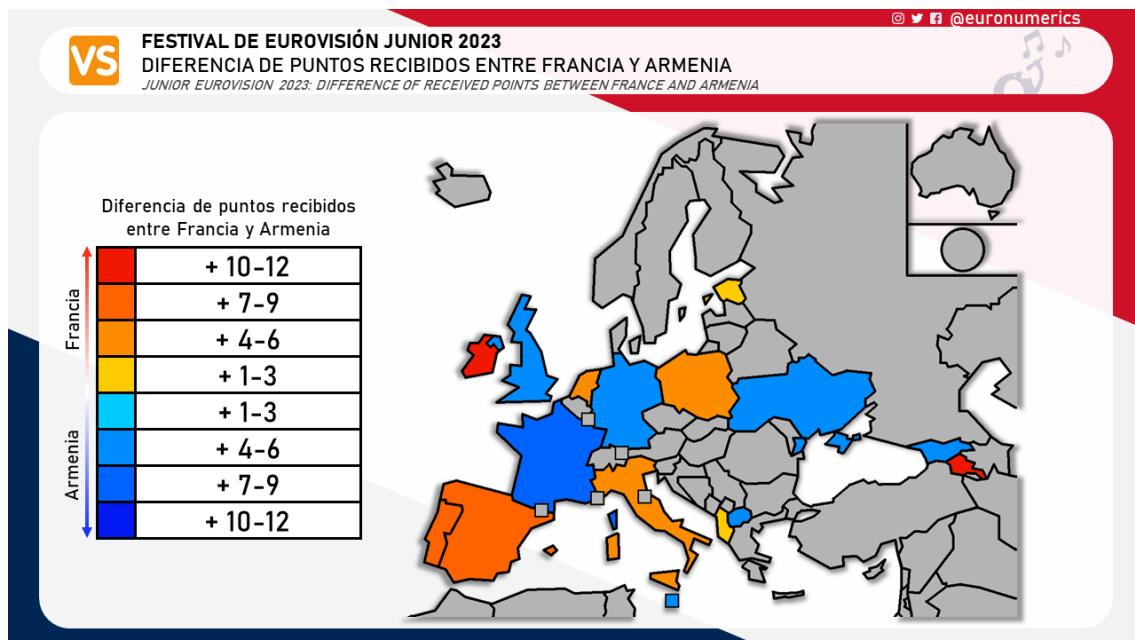 @euronumerics
VS
FESTIVAL DE EUROVISIÓN JUNIOR 2023
DIFERENCIA DE PUNTOS RECIBIDOS ENTRE FRANCIA Y ARMENIA
JUNIOR EUROVISION 2023: DIFFERENCE OF RECEIVED POINTS BETWEEN FRANCE AND ARMENIA
Diferencia de puntos recibidos
entre Francia y Armenia
Francia
Armenia
+ 10-12
+ 7-9
+ 4-6
+ 1-3
+ 1-3
+ 4-6
+ 7-9
+ 10-12